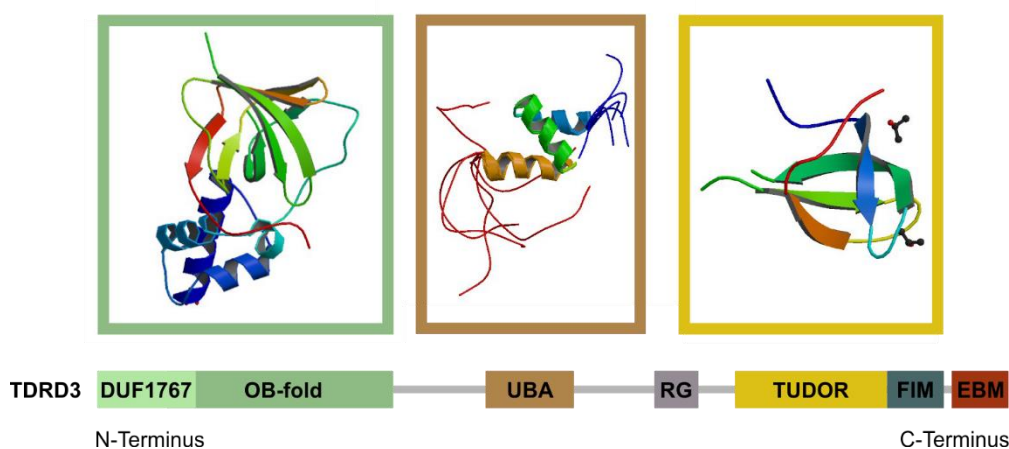 TDRD3 DUF1767 OB-fold UBA RG TUDOR FIM EBM
N-Terminus C-Terminus